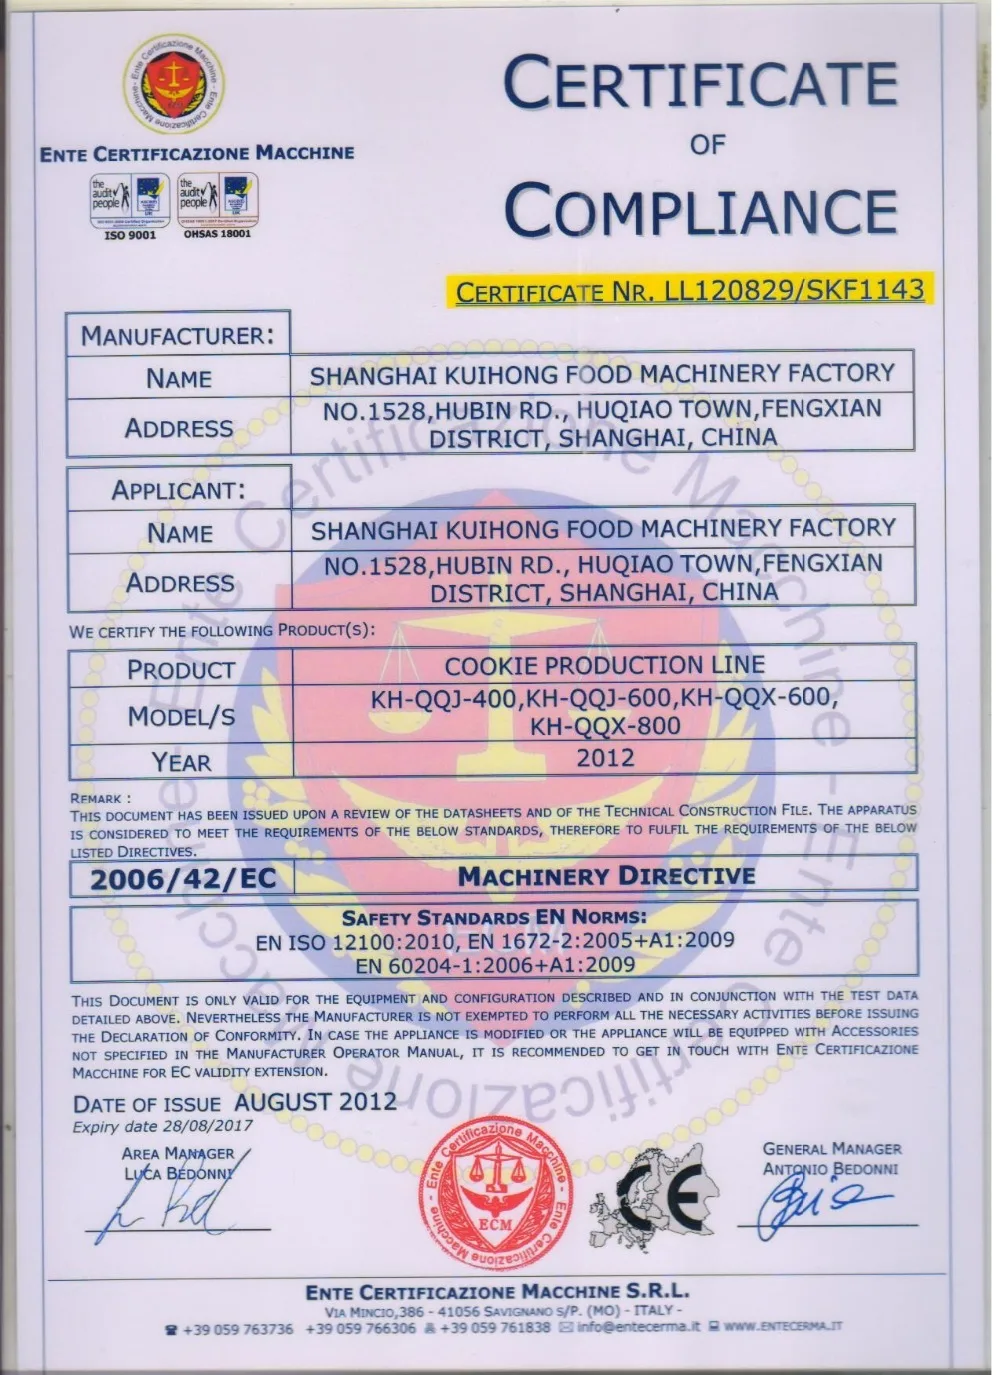 CERTIFICATE
OF
COMPLIANCE
Ente Certificazione Macchine - Ente Certificazione Macchine -
ENTE CERTIFICAZIONE MACCHINE
the audit people
the audit people
ISO 9001
OHSAS 18001
CERTIFICATE NR. LL120829/SKF1143
MANUFACTURER:
NAME SHANGHAI KUIHONG FOOD MACHINERY FACTORY
ADDRESS NO.1528,HUBIN RD., HUQIAO TOWN,FENGXIAN
DISTRICT, SHANGHAI, CHINA
APPLICANT:
NAME SHANGHAI KUIHONG FOOD MACHINERY FACTORY
ADDRESS NO.1528,HUBIN RD., HUQIAO TOWN,FENGXIAN
DISTRICT, SHANGHAI, CHINA
WE CERTIFY THE FOLLOWING PRODUCT(S):
PRODUCT COOKIE PRODUCTION LINE
MODEL/S KH-QQJ-400,KH-QQJ-600,KH-QQX-600,
KH-QQX-800
YEAR 2012
REMARK :
THIS DOCUMENT HAS BEEN ISSUED UPON A REVIEW OF THE DATASHEETS AND OF THE TECHNICAL CONSTRUCTION FILE. THE APPARATUS
IS CONSIDERED TO MEET THE REQUIREMENTS OF THE BELOW STANDARDS, THEREFORE TO FULFIL THE REQUIREMENTS OF THE BELOW
LISTED DIRECTIVES.
2006/42/EC MACHINERY DIRECTIVE
SAFETY STANDARDS EN NORMS:
EN ISO 12100:2010, EN 1672-2:2005+A1:2009
EN 60204-1:2006+A1:2009
THIS DOCUMENT IS ONLY VALID FOR THE EQUIPMENT AND CONFIGURATION DESCRIBED AND IN CONJUNCTION WITH THE TEST DATA
DETAILED ABOVE. NEVERTHELESS THE MANUFACTURER IS NOT EXEMPTED TO PERFORM ALL THE NECESSARY ACTIVITIES BEFORE ISSUING
THE DECLARATION OF CONFORMITY. IN CASE THE APPLIANCE IS MODIFIED OR THE APPLIANCE WILL BE EQUIPPED WITH ACCESSORIES
NOT SPECIFIED IN THE MANUFACTURER OPERATOR MANUAL, IT IS RECOMMENDED TO GET IN TOUCH WITH ENTE CERTIFICAZIONE
MACCHINE FOR EC VALIDITY EXTENSION.
DATE OF ISSUE AUGUST 2012
Expiry date 28/08/2017
AREA MANAGER
LUCA BEDONNI
Ente Certificazione Macchine - Ente Certificazione Macchine -
ECM
CE
GENERAL MANAGER
ANTONIO BEDONNI
ENTE CERTIFICAZIONE MACCHINE S.R.L.
VIA MINCIO,386 - 41056 SAVIGNANO S/P. (MO) - ITALY -
☎ +39 059 763736 +39 059 766306 +39 059 761838 info@entecerma.it WWW.ENTECERMA.IT